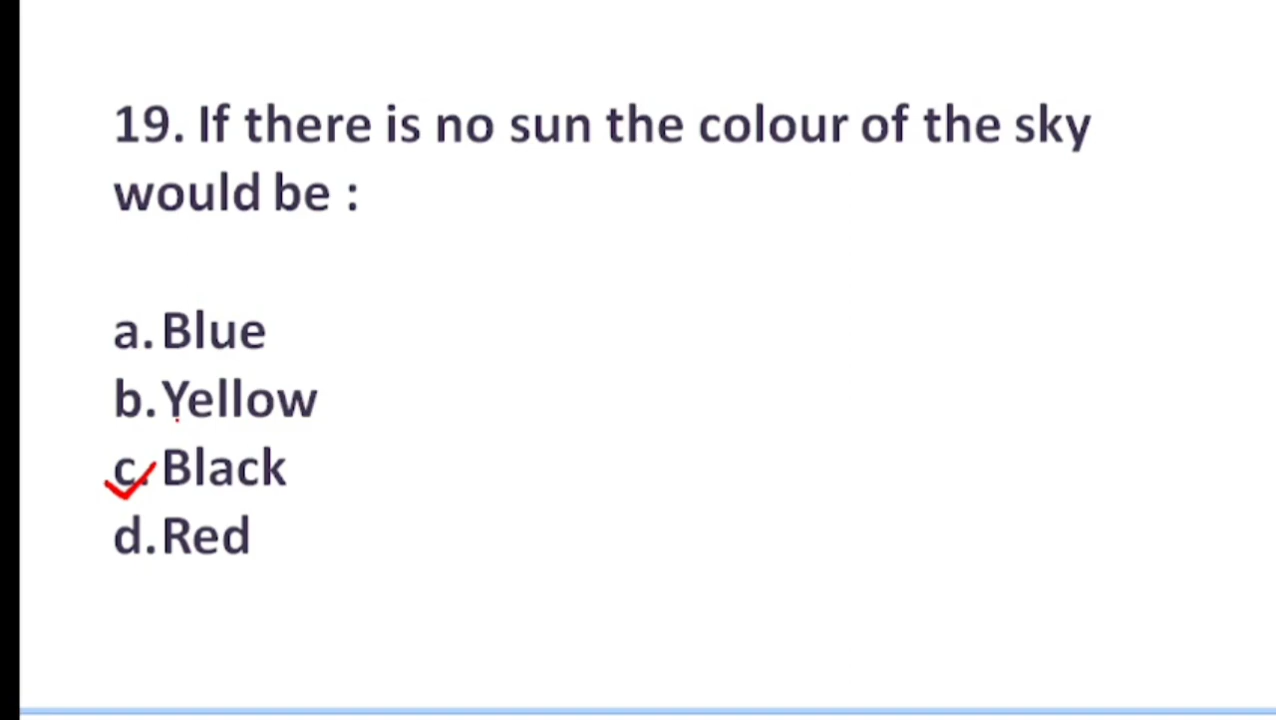 19. If there is no sun the colour of the sky
would be :
a. Blue
b. Yellow
c. Black
d. Red